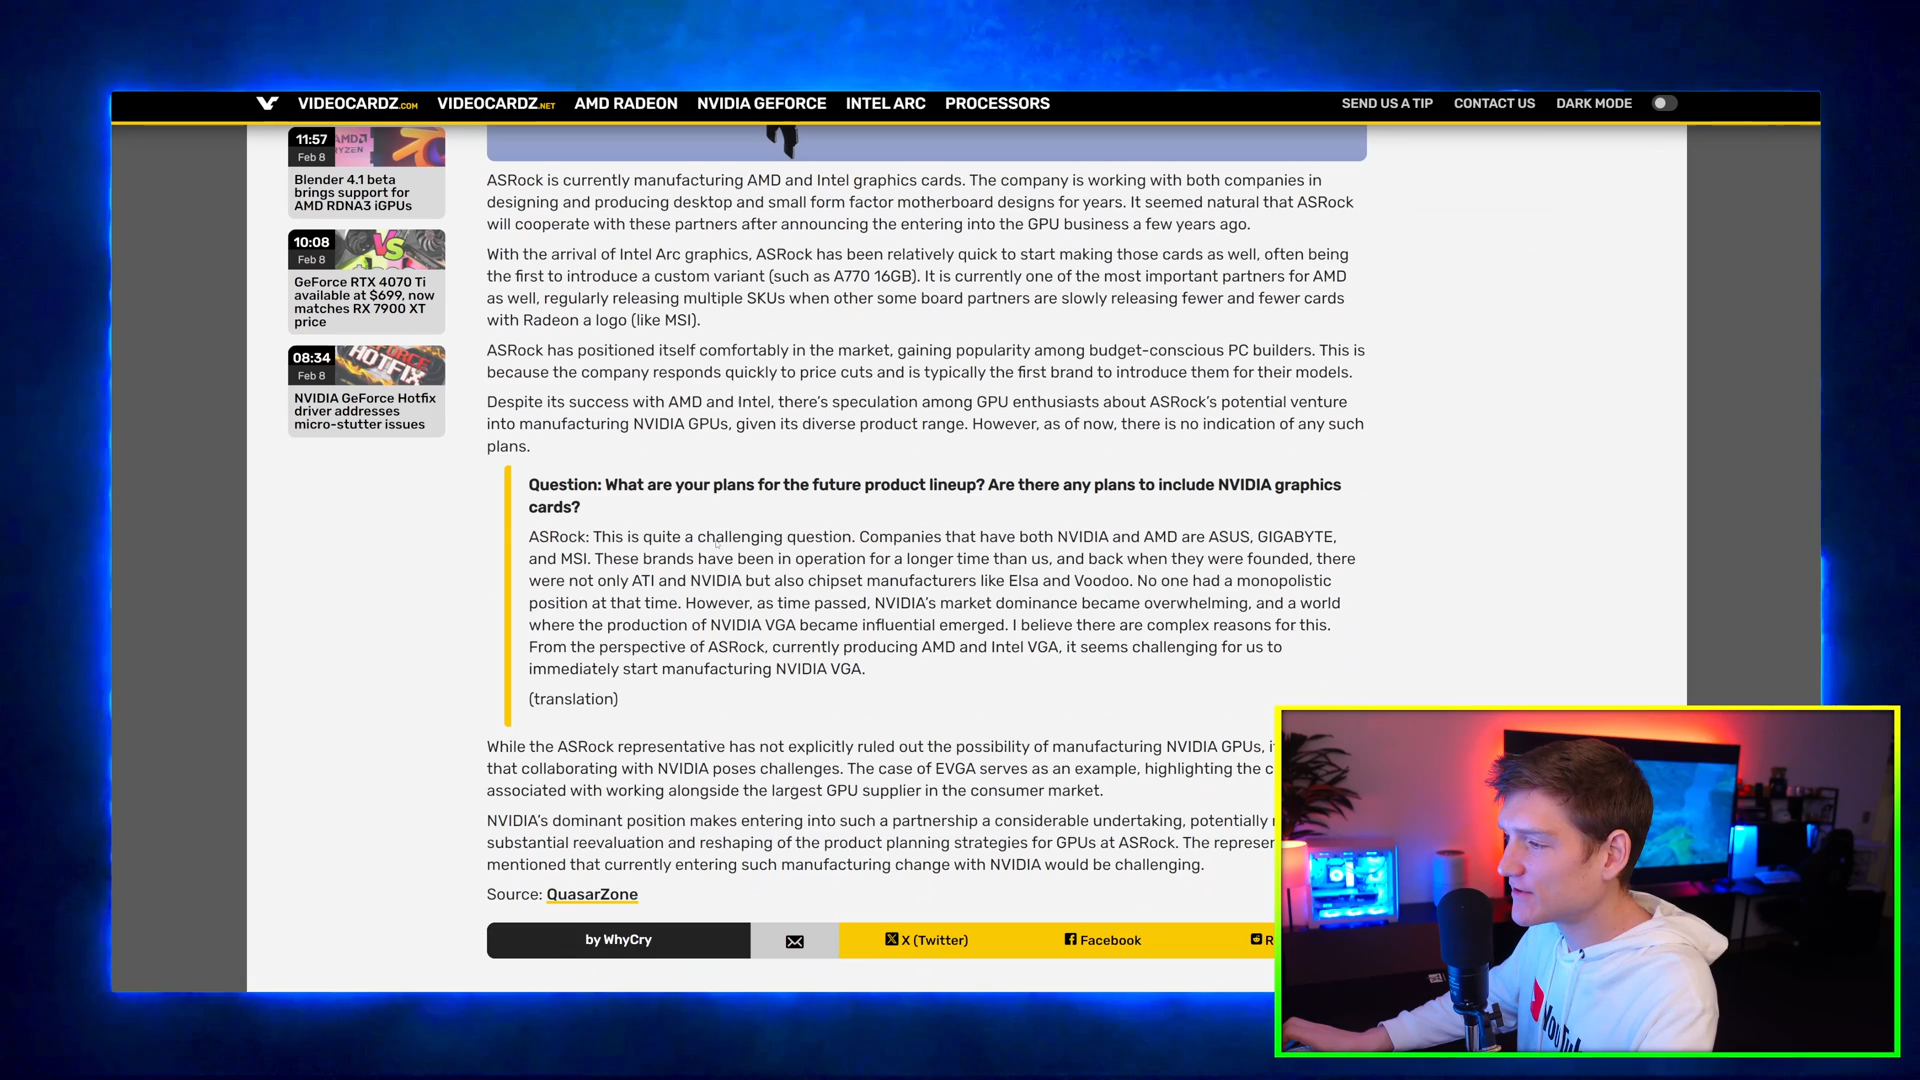 VIDEOCARDZ.COM VIDEOCARDZ.NET AMD RADEON NVIDIA GEFORCE INTEL ARC PROCESSORS SEND US A TIP CONTACT US DARK MODE
11:57
Feb 8
Blender 4.1 beta
brings support for
AMD RDNA3 iGPUs
10:08
Feb 8
VS
GeForce RTX 4070 Ti
available at $699, now
matches RX 7900 XT
price
08:34
Feb 8
HOTFIX
NVIDIA GeForce Hotfix
driver addresses
micro-stutter issues
ASRock is currently manufacturing AMD and Intel graphics cards. The company is working with both companies in
designing and producing desktop and small form factor motherboard designs for years. It seemed natural that ASRock
will cooperate with these partners after announcing the entering into the GPU business a few years ago.
With the arrival of Intel Arc graphics, ASRock has been relatively quick to start making those cards as well, often being
the first to introduce a custom variant (such as A770 16GB). It is currently one of the most important partners for AMD
as well, regularly releasing multiple SKUs when other some board partners are slowly releasing fewer and fewer cards
with Radeon a logo (like MSI).
ASRock has positioned itself comfortably in the market, gaining popularity among budget-conscious PC builders. This is
because the company responds quickly to price cuts and is typically the first brand to introduce them for their models.
Despite its success with AMD and Intel, there's speculation among GPU enthusiasts about ASRock's potential venture
into manufacturing NVIDIA GPUs, given its diverse product range. However, as of now, there is no indication of any such
plans.
Question: What are your plans for the future product lineup? Are there any plans to include NVIDIA graphics
cards?
ASRock: This is quite a challenging question. Companies that have both NVIDIA and AMD are ASUS, GIGABYTE,
and MSI. These brands have been in operation for a longer time than us, and back when they were founded, there
were not only ATI and NVIDIA but also chipset manufacturers like Elsa and Voodoo. No one had a monopolistic
position at that time. However, as time passed, NVIDIA's market dominance became overwhelming, and a world
where the production of NVIDIA VGA became influential emerged. I believe there are complex reasons for this.
From the perspective of ASRock, currently producing AMD and Intel VGA, it seems challenging for us to
immediately start manufacturing NVIDIA VGA.
(translation)
While the ASRock representative has not explicitly ruled out the possibility of manufacturing NVIDIA GPUs,
that collaborating with NVIDIA poses challenges. The case of EVGA serves as an example, highlighting the
associated with working alongside the largest GPU supplier in the consumer market.
NVIDIA's dominant position makes entering into such a partnership a considerable undertaking, potentially
substantial reevaluation and reshaping of the product planning strategies for GPUs at ASRock. The
mentioned that currently entering such manufacturing change with NVIDIA would be challenging.
Source: QuasarZone
by WhyCry X (Twitter) Facebook